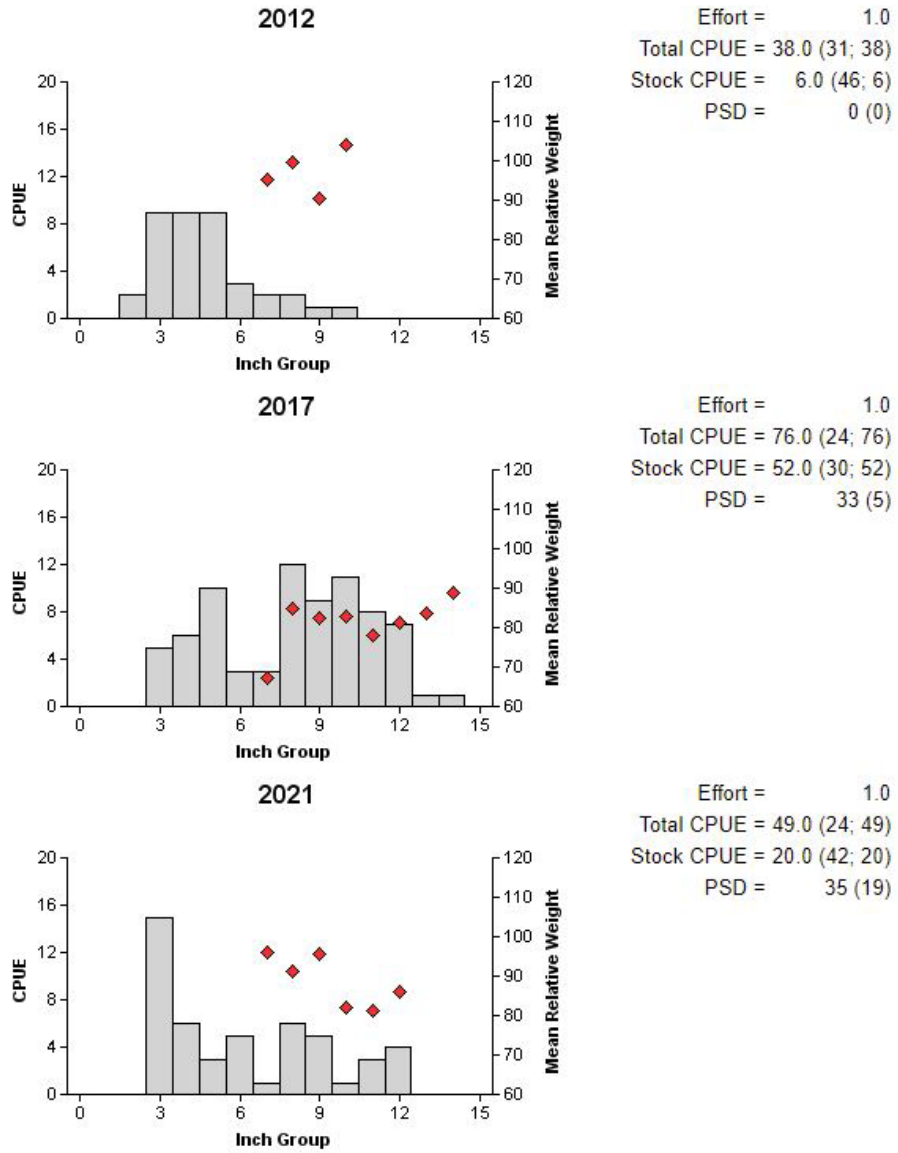 2012
Effort = 1.0
Total CPUE = 38.0 (31; 38)
Stock CPUE = 6.0 (46; 6)
PSD = 0 (0)
20
16
12
8
4
0
CPUE
120
110
100
90
80
70
60
Mean Relative Weight
0 3 6 9 12 15
Inch Group
2017
Effort = 1.0
Total CPUE = 76.0 (24; 76)
Stock CPUE = 52.0 (30; 52)
PSD = 33 (5)
20
16
12
8
4
0
CPUE
120
110
100
90
80
70
60
Mean Relative Weight
0 3 6 9 12 15
Inch Group
2021
Effort = 1.0
Total CPUE = 49.0 (24; 49)
Stock CPUE = 20.0 (42; 20)
PSD = 35 (19)
20
16
12
8
4
0
CPUE
120
110
100
90
80
70
60
Mean Relative Weight
0 3 6 9 12 15
Inch Group